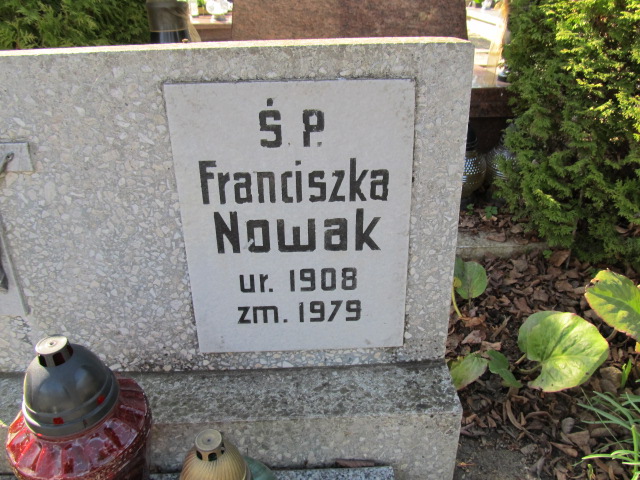 Ś.P.
Franciszka
Nowak
ur. 1908
zm. 1979